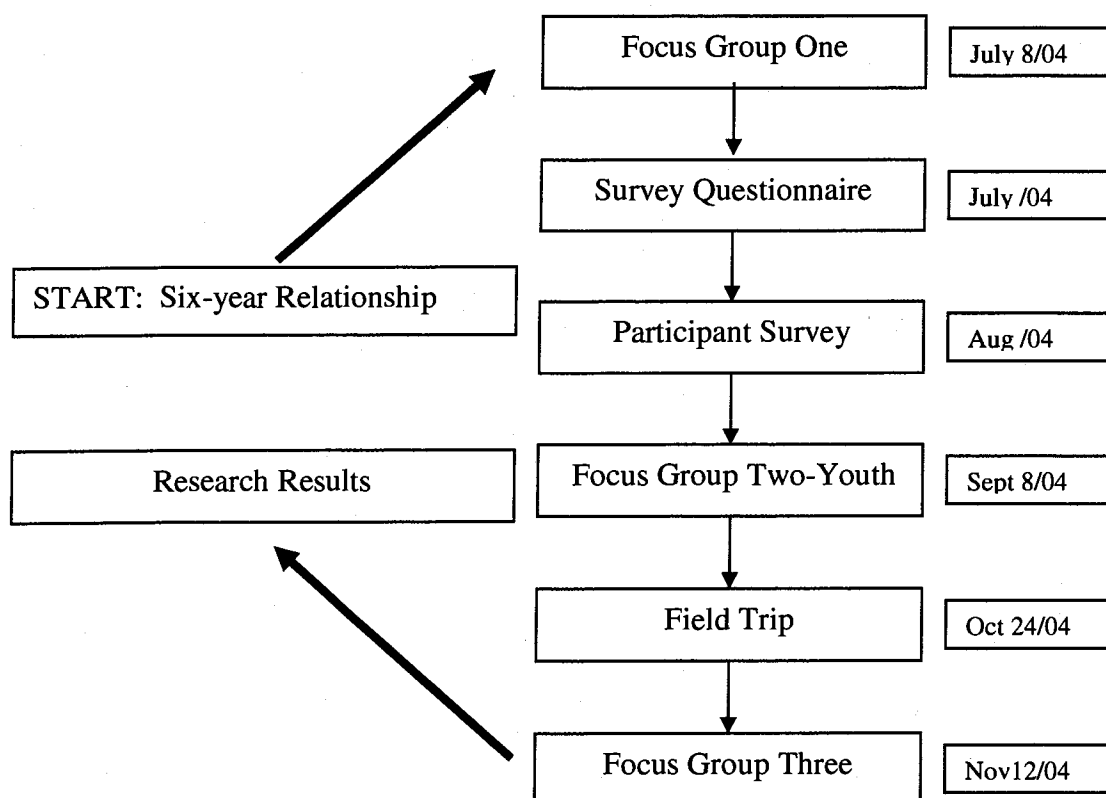 Focus Group One
July 8/04
Survey Questionnaire
July /04
START: Six-year Relationship
Participant Survey
Aug /04
Research Results
Focus Group Two-Youth
Sept 8/04
Field Trip
Oct 24/04
Focus Group Three
Nov12/04